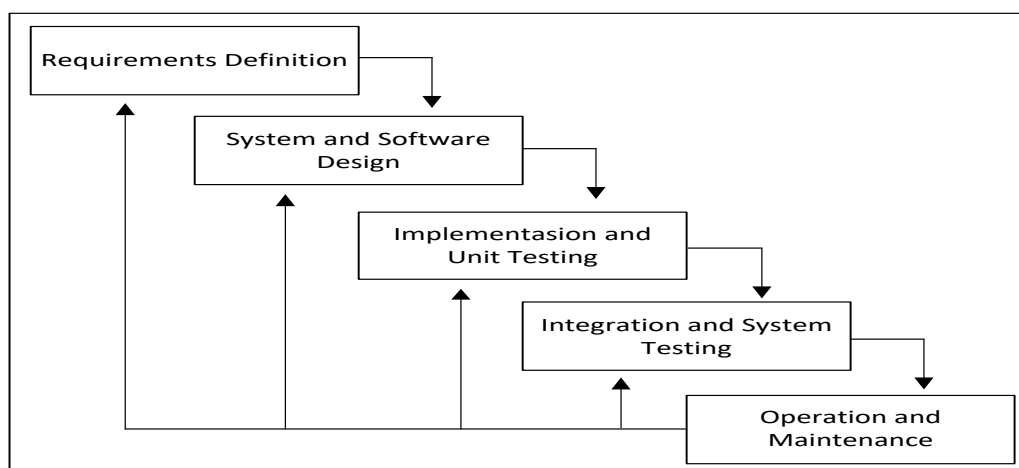 Requirements Definition
System and Software
Design
Implementasion and
Unit Testing
Integration and System
Testing
Operation and
Maintenance